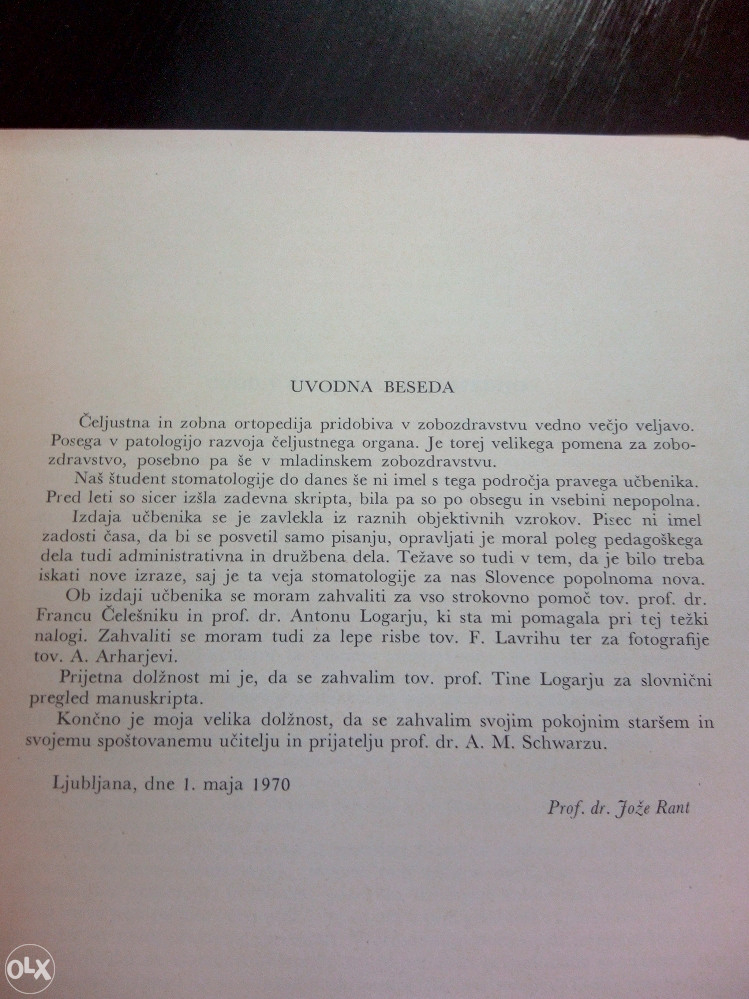 UVODNA BESEDA
Čeljustna in zobna ortopedija pridobiva v zobozdravstvu vedno večjo veljavo.
Posega v patologijo razvoja čeljustnega organa. Je torej velikega pomena za zobo-
zdravstvo, posebno pa še v mladinskem zobozdravstvu.
Naš študent stomatologije do danes še ni imel s tega področja pravega učbenika.
Pred leti so sicer izšla zadevna skripta, bila pa so po obsegu in vsebini nepopolna.
Izdaja učbenika se je zavlekla iz raznih objektivnih vzrokov. Pisec ni imel
zadosti časa, da bi se posvetil samo pisanju, opravljati je moral poleg pedagoškega
dela tudi administrativna in družbena dela. Težave so tudi v tem, da je bilo treba
iskati nove izraze, saj je ta veja stomatologije za nas Slovence popolnoma nova.
Ob izdaji učbenika se moram zahvaliti za vso strokovno pomoč tov. prof. dr.
Francu Čelešniku in prof. dr. Antonu Logarju, ki sta mi pomagala pri tej težki
nalogi. Zahvaliti se moram tudi za lepe risbe tov. F. Lavrihu ter za fotografije
tov. A. Arharjevi.
Prijetna dolžnost mi je, da se zahvalim tov. prof. Tine Logarju za slovnični
pregled manuskripta.
Končno je moja velika dolžnost, da se zahvalim svojim pokojnim staršem in
svojemu spoštovanemu učitelju in prijatelju prof. dr. A. M. Schwarzu.
Ljubljana, dne 1. maja 1970
Prof. dr. Jože Rant
OLX